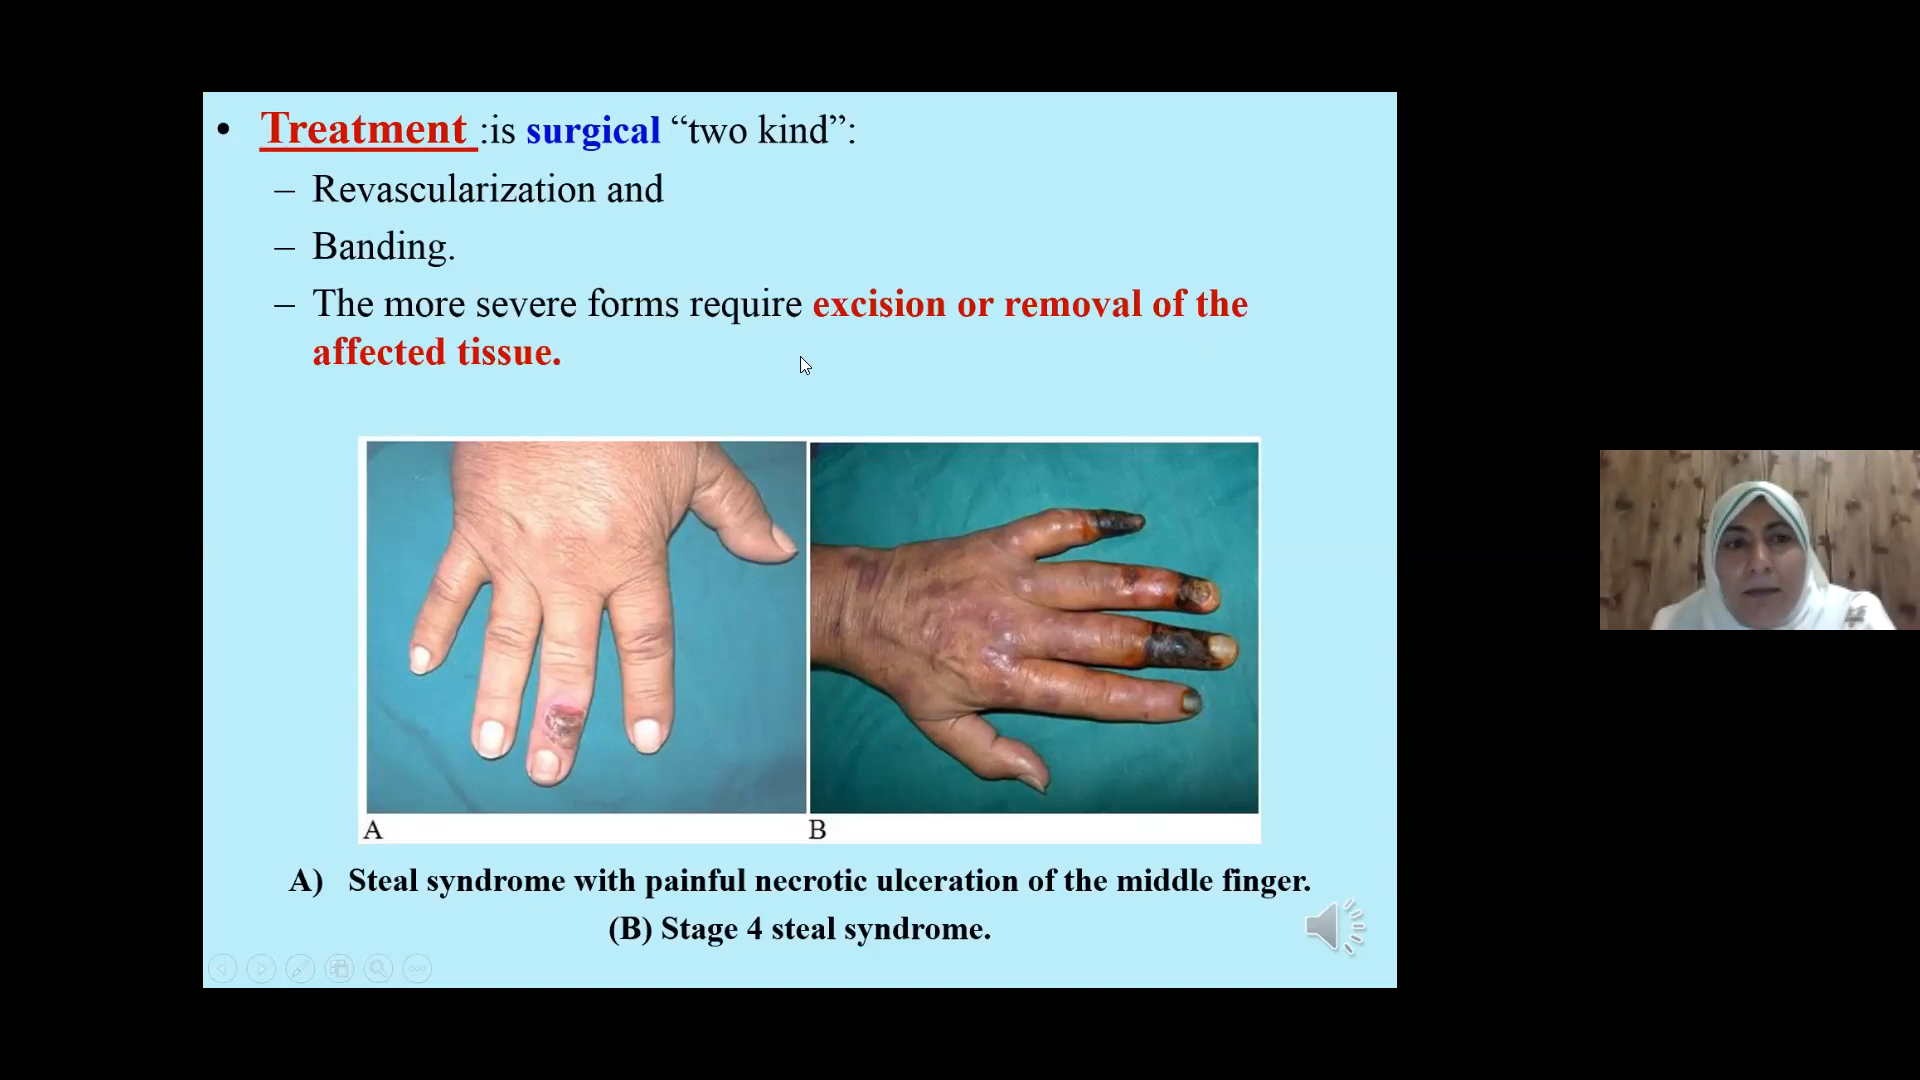 • Treatment :is surgical “two kind”:
– Revascularization and
– Banding.
– The more severe forms require excision or removal of the
affected tissue.
A
B
A) Steal syndrome with painful necrotic ulceration of the middle finger.
(B) Stage 4 steal syndrome.